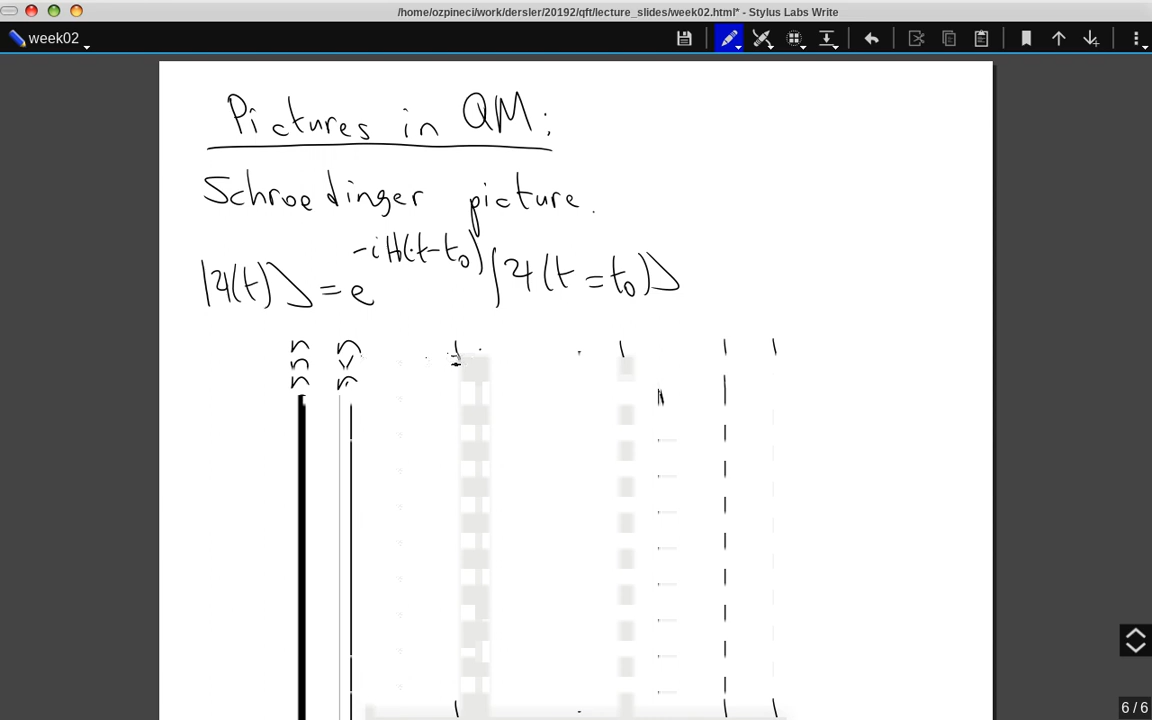 /home/ozpineci/work/dersler/20192/qft/lecture_slides/week02.html* - Stylus Labs Write
week02
Pictures in QM:
Schroedinger picture.
|Ψ(t)> = e^{-iH(t-t₀)} |Ψ(t=t₀)>
6 / 6